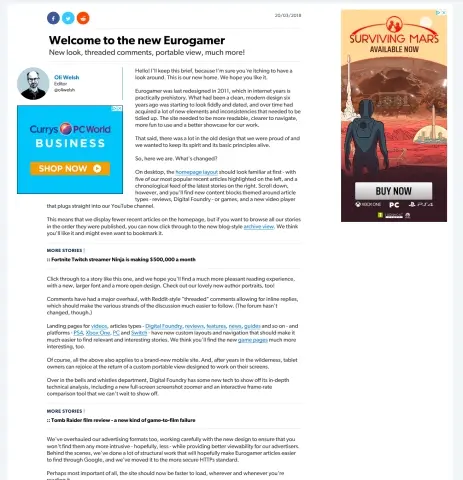 20/03/2018
Welcome to the new Eurogamer
New look, threaded comments, portable view, much more!
Oli Welsh
Editor
@oliwelsh
Hello! I'll keep this brief, because I'm sure you're itching to have a
look around. This is our new home. We hope you like it.
Eurogamer was last redesigned in 2011, which in internet years is
practically prehistory. What had been a clean, modern design six
years ago was starting to look fiddly and dated, and over time had
acquired a lot of new elements and inconsistencies that needed to be
tidied up. The site needed to be more readable, clearer to navigate,
more fun to use and a better showcase for our work.
That said, there was a lot in the old design that we were proud of and
we wanted to keep its spirit and its basic principles alive.
So, here we are. What's changed?
On desktop, the homepage layout should look familiar at first - with
five of our most popular recent articles highlighted on the left, and a
chronological feed of the latest stories on the right. Scroll down,
however, and you'll find new content blocks themed around article
types - reviews, Digital Foundry - or games, and a new video player
that plugs straight into our YouTube channel.
This means that we display fewer recent articles on the homepage, but if you want to browse all our stories
in the order they were published, you can now click through to the new blog-style archive view. We think
you'll like it and might even want to bookmark it.
MORE STORIES
:: Fortnite Twitch streamer Ninja is making $500,000 a month
Click through to a story like this one, and we hope you'll find a much more pleasant reading experience,
with a new, larger font and a more open design. Check out our lovely new author portraits, too!
Comments have had a major overhaul, with Reddit-style "threaded" comments allowing for inline replies,
which should make the various strands of the discussion much easier to follow. (The forum hasn't
changed, though.)
Landing pages for videos, articles types - Digital Foundry, reviews, features, news, guides and so on - and
platforms - PS4, Xbox One, PC and Switch - have new custom layouts and navigation that should make it
much easier to find relevant and interesting stories. We think you'll find the new game pages much more
interesting, too.
Of course, all the above also applies to a brand-new mobile site. And, after years in the wilderness, tablet
owners can rejoice at the return of a custom portable view designed to work on their screens.
Over in the bells and whistles department, Digital Foundry has some new tech to show off its in-depth
technical analysis, including a new full-screen screenshot zoomer and an interactive frame-rate
comparison tool that we can't wait to show off.
MORE STORIES
:: Tomb Raider film review - a new kind of game-to-film failure
We've overhauled our advertising formats too, working carefully with the new design to ensure that you
won't find them any more intrusive - hopefully, less - while providing better viewability for our advertisers.
Behind the scenes, we've done a lot of structural work that will hopefully make Eurogamer articles easier
to find through Google, and we've moved it to the more secure HTTPs standard.
Perhaps most important of all, the site should now be faster to load, wherever and whenever you're
Currys PC World
BUSINESS
SHOP NOW
SURVIVING MARS
AVAILABLE NOW
BUY NOW
XBOX ONE PC PS4